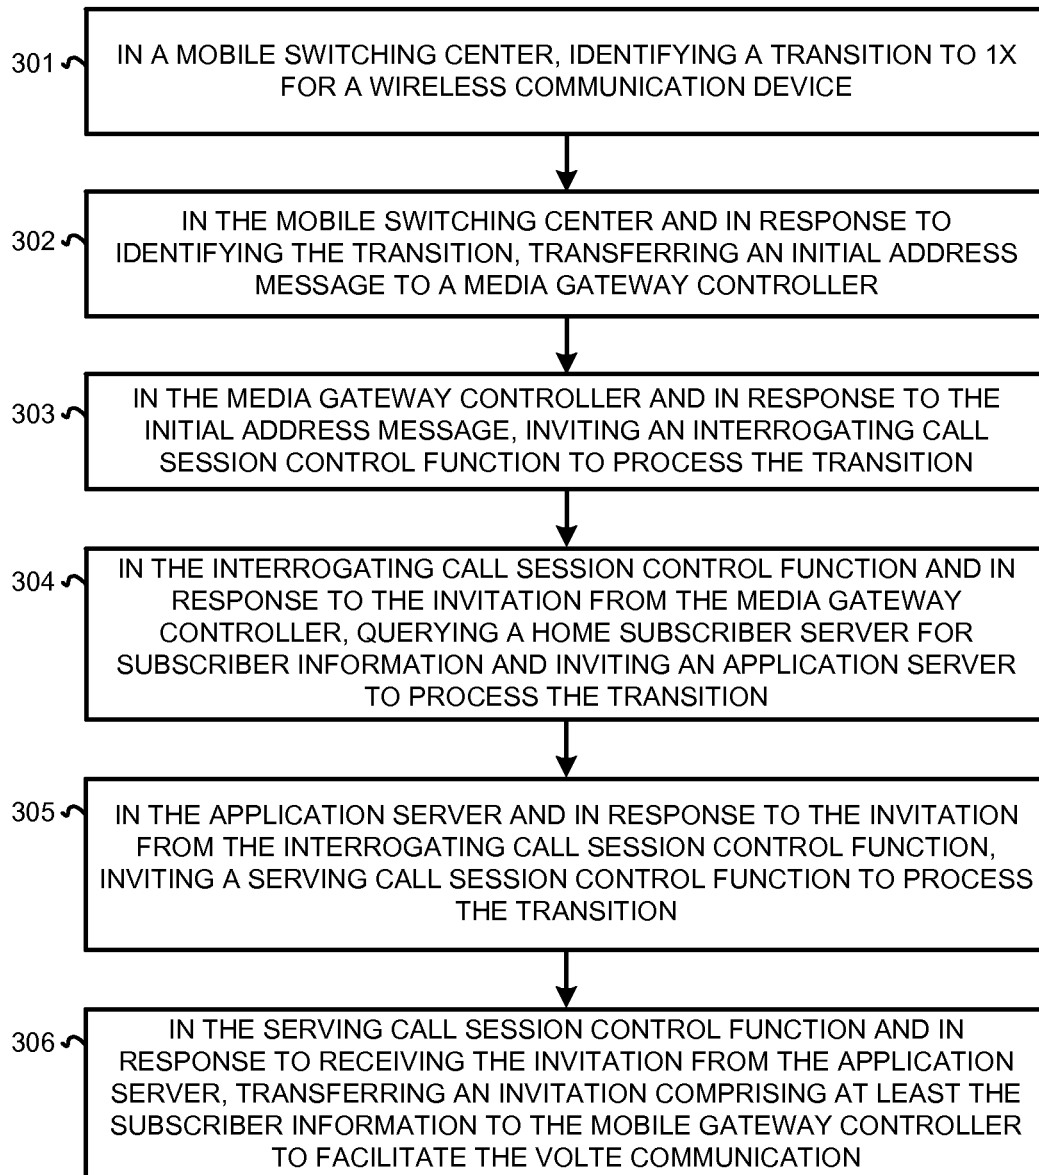 301
IN A MOBILE SWITCHING CENTER, IDENTIFYING A TRANSITION TO 1X
FOR A WIRELESS COMMUNICATION DEVICE
302
IN THE MOBILE SWITCHING CENTER AND IN RESPONSE TO
IDENTIFYING THE TRANSITION, TRANSFERRING AN INITIAL ADDRESS
MESSAGE TO A MEDIA GATEWAY CONTROLLER
303
IN THE MEDIA GATEWAY CONTROLLER AND IN RESPONSE TO THE
INITIAL ADDRESS MESSAGE, INVITING AN INTERROGATING CALL
SESSION CONTROL FUNCTION TO PROCESS THE TRANSITION
304
IN THE INTERROGATING CALL SESSION CONTROL FUNCTION AND IN
RESPONSE TO THE INVITATION FROM THE MEDIA GATEWAY
CONTROLLER, QUERYING A HOME SUBSCRIBER SERVER FOR
SUBSCRIBER INFORMATION AND INVITING AN APPLICATION SERVER
TO PROCESS THE TRANSITION
305
IN THE APPLICATION SERVER AND IN RESPONSE TO THE INVITATION
FROM THE INTERROGATING CALL SESSION CONTROL FUNCTION,
INVITING A SERVING CALL SESSION CONTROL FUNCTION TO PROCESS
THE TRANSITION
306
IN THE SERVING CALL SESSION CONTROL FUNCTION AND IN
RESPONSE TO RECEIVING THE INVITATION FROM THE APPLICATION
SERVER, TRANSFERRING AN INVITATION COMPRISING AT LEAST THE
SUBSCRIBER INFORMATION TO THE MOBILE GATEWAY CONTROLLER
TO FACILITATE THE VOLTE COMMUNICATION